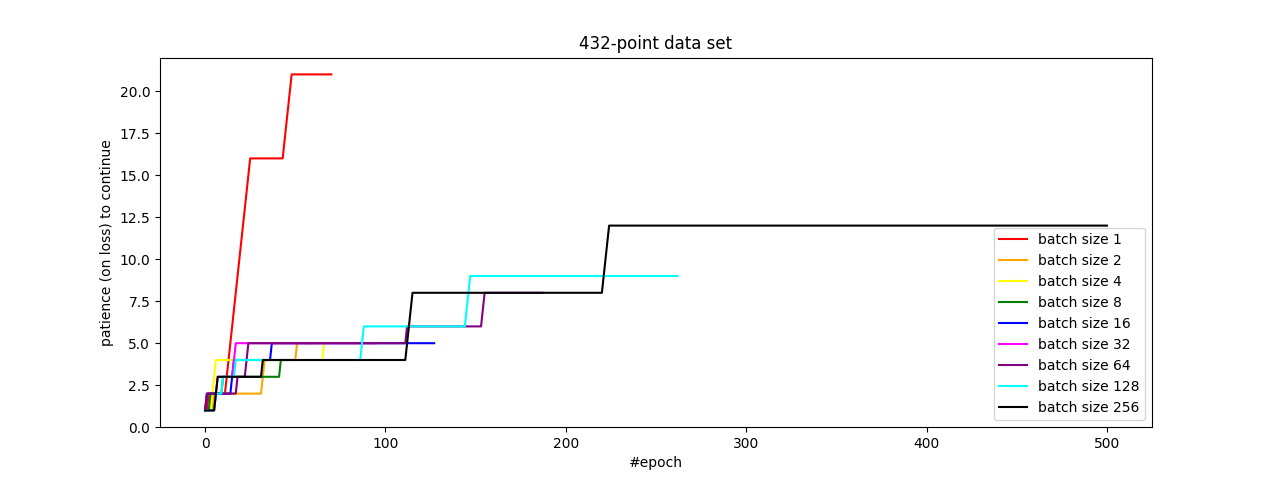 432-point data set
patience (on loss) to continue
20.0
17.5
15.0
12.5
10.0
7.5
5.0
2.5
0.0
0
100
200
300
400
500
#epoch
batch size 1
batch size 2
batch size 4
batch size 8
batch size 16
batch size 32
batch size 64
batch size 128
batch size 256